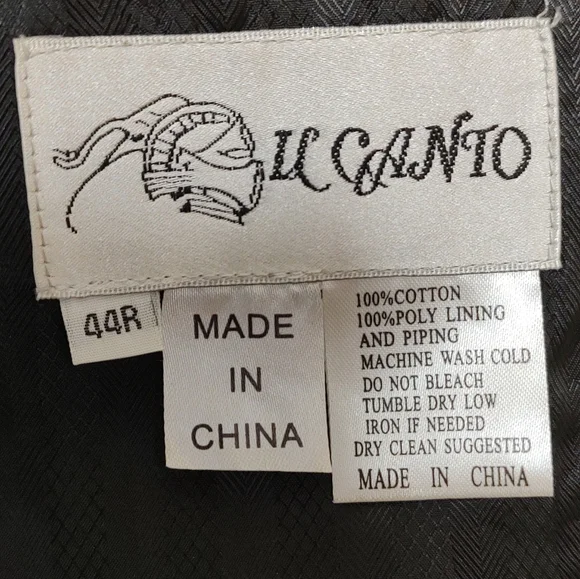 IL CANTO
44R
MADE
IN
CHINA
100%COTTON
100%POLY LINING
AND PIPING
MACHINE WASH COLD
DO NOT BLEACH
TUMBLE DRY LOW
IRON IF NEEDED
DRY CLEAN SUGGESTED
MADE IN CHINA